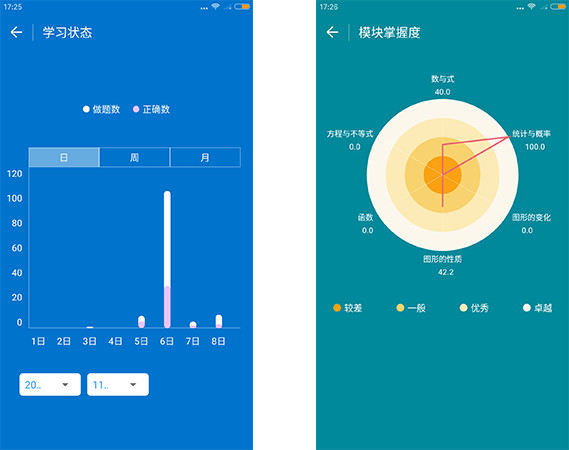 17:25
学习状态
做题数 正确数
日 周 月
120
100
80
60
40
20
0
1日 2日 3日 4日 5日 6日 7日 8日
20.. 11..
17:26
模块掌握度
数与式
40.0
方程与不等式
0.0
统计与概率
100.0
函数
0.0
图形的变化
0.0
图形的性质
42.2
较差 一般 优秀 卓越